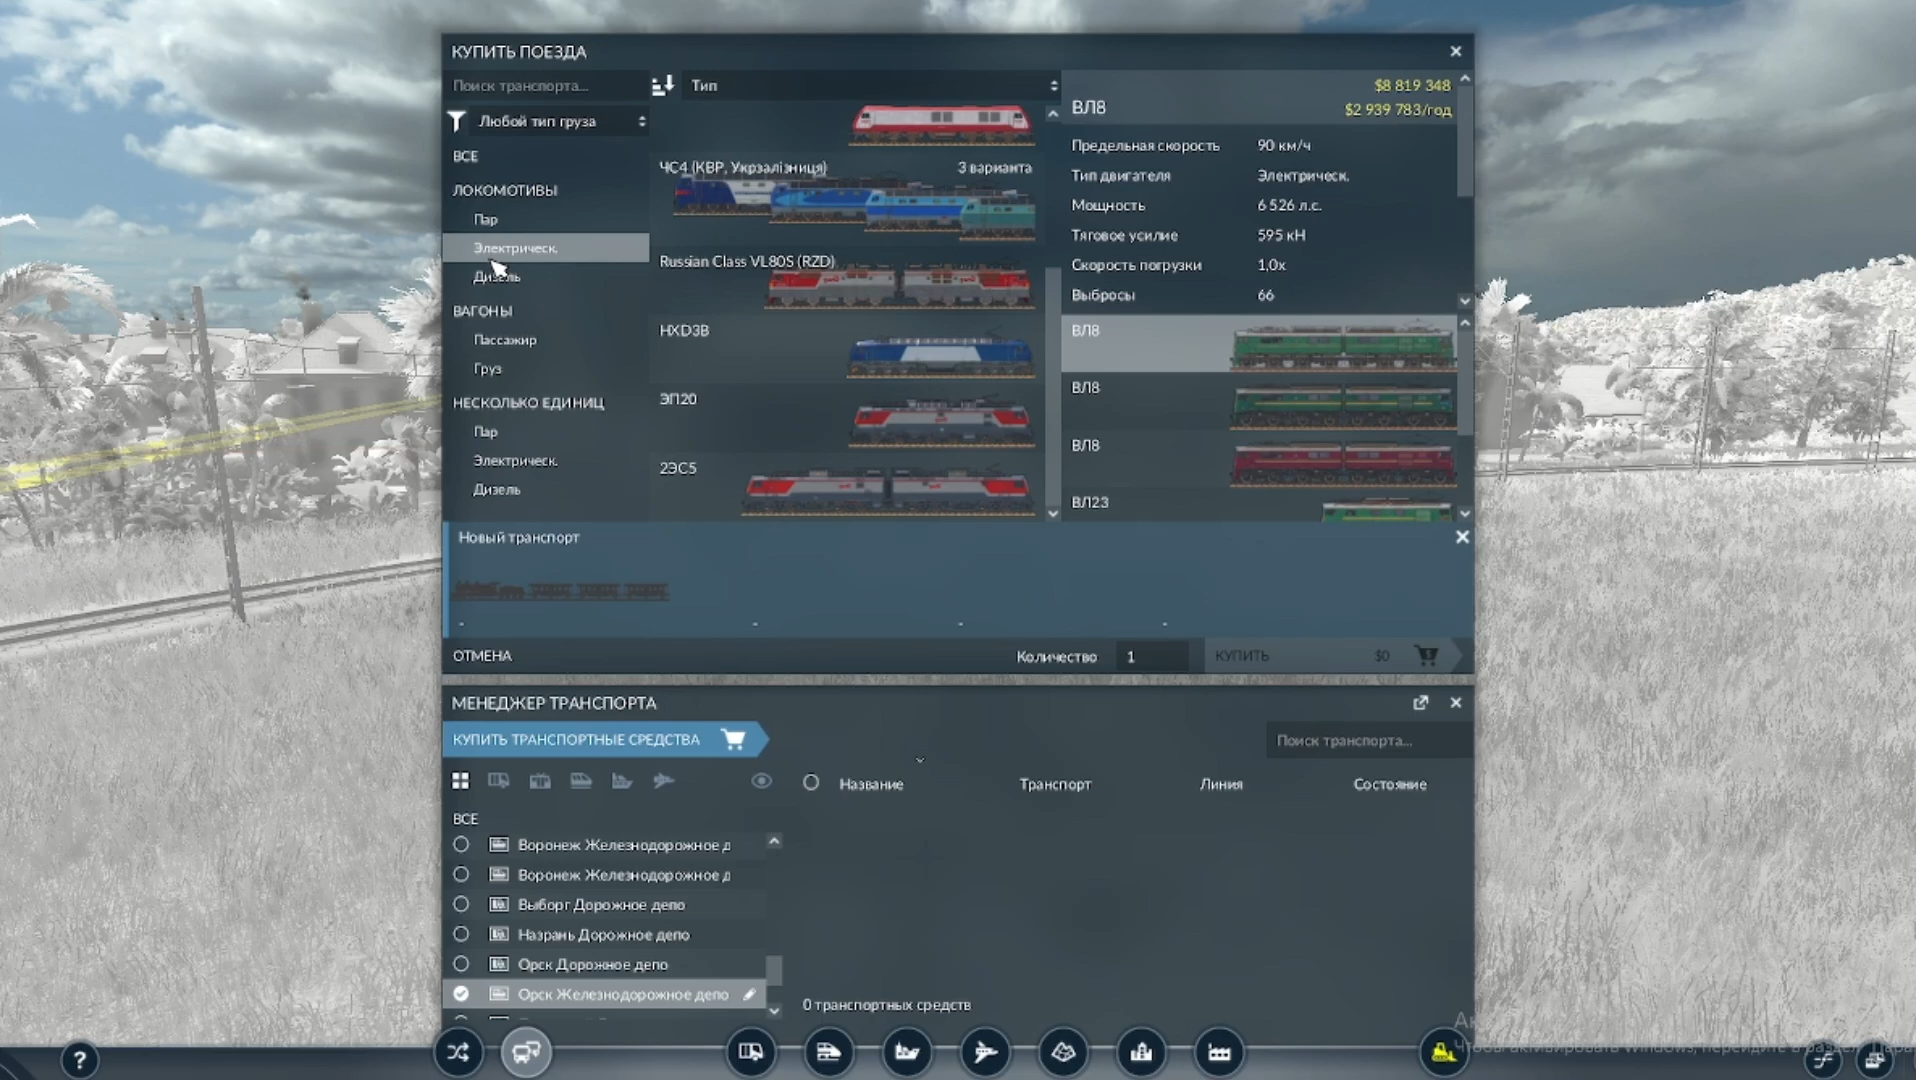 КУПИТЬ ПОЕЗДА
Поиск транспорта...
Тип
Любой тип груза
ВСЕ
ЛОКОМОТИВЫ
Пар
Электрическ.
Дизель
ВАГОНЫ
Пассажир
Груз
НЕСКОЛЬКО ЕДИНИЦ
Пар
Электрическ.
Дизель
ЧС4 (КВР, Укрзалізниця) 3 варианта
Russian Class VL80S (RZD)
HXD3B
ЭП20
2ЭС5
$8 819 348
ВЛ8 $2 939 783/год
Предельная скорость 90 км/ч
Тип двигателя Электрическ.
Мощность 6 526 л.с.
Тяговое усилие 595 кН
Скорость погрузки 1,0x
Выбросы 66
ВЛ8
ВЛ8
ВЛ8
ВЛ23
Новый транспорт
- - - -
ОТМЕНА Количество 1 КУПИТЬ $0
МЕНЕДЖЕР ТРАНСПОРТА
КУПИТЬ ТРАНСПОРТНЫЕ СРЕДСТВА Поиск транспорта...
Название Транспорт Линия Состояние
ВСЕ
Воронеж Железнодорожное д
Воронеж Железнодорожное д
Выборг Дорожное депо
Назрань Дорожное депо
Орск Дорожное депо
Орск Железнодорожное депо
0 транспортных средств
?
Чтобы активировать Windows, перейдите в раздел